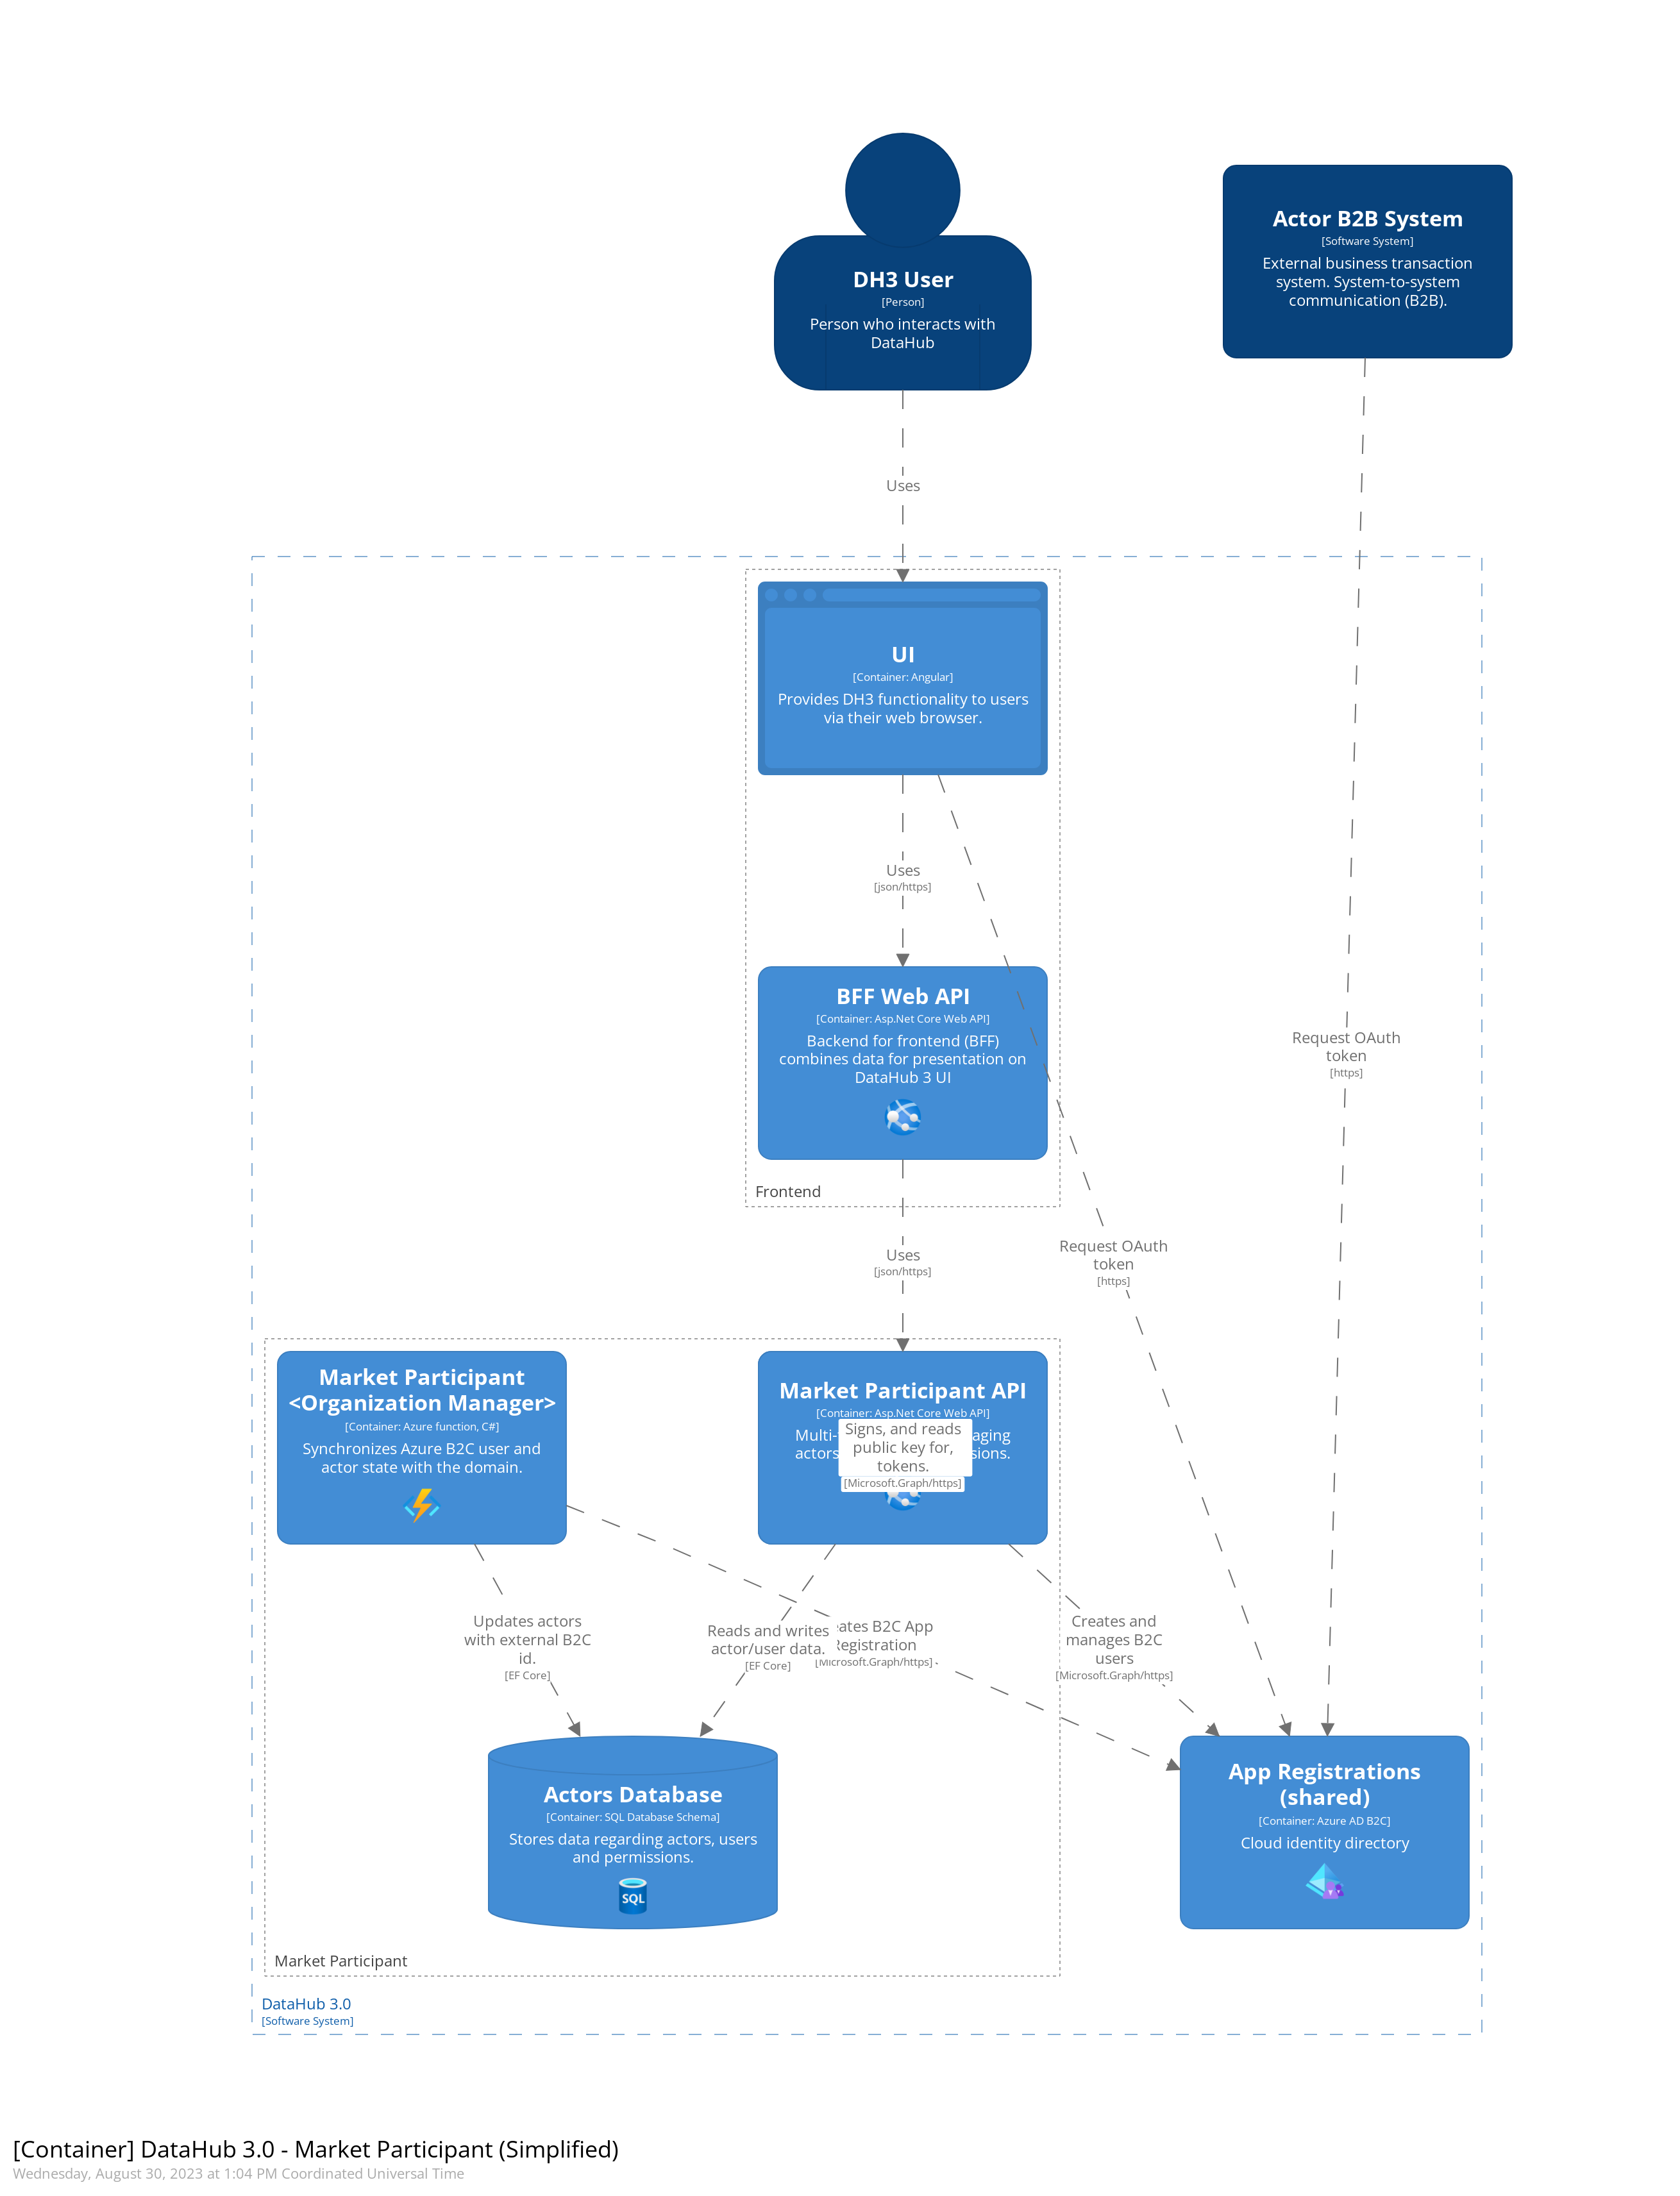 DH3 User
[Person]
Person who interacts with
DataHub
Actor B2B System
[Software System]
External business transaction
system. System-to-system
communication (B2B).
Uses
UI
[Container: Angular]
Provides DH3 functionality to users
via their web browser.
Uses
[json/https]
BFF Web API
[Container: Asp.Net Core Web API]
Backend for frontend (BFF)
combines data for presentation on
DataHub 3 UI
Request OAuth
token
[https]
Frontend
Uses
[json/https]
Request OAuth
token
[https]
Market Participant
<Organization Manager>
[Container: Azure function, C#]
Synchronizes Azure B2C user and
actor state with the domain.
Market Participant API
[Container: Asp.Net Core Web API]
Signs, and reads
public key for,
tokens.
[Microsoft.Graph/https]
actors
Updates actors
with external B2C
id.
[EF Core]
Reads and writes
actor/user data.
[EF Core]
B2C App
Registration
[Microsoft.Graph/https]
Creates and
manages B2C
users
[Microsoft.Graph/https]
Actors Database
[Container: SQL Database Schema]
Stores data regarding actors, users
and permissions.
SQL
App Registrations
(shared)
[Container: Azure AD B2C]
Cloud identity directory
Market Participant
DataHub 3.0
[Software System]
[Container] DataHub 3.0 - Market Participant (Simplified)
Wednesday, August 30, 2023 at 1:04 PM Coordinated Universal Time